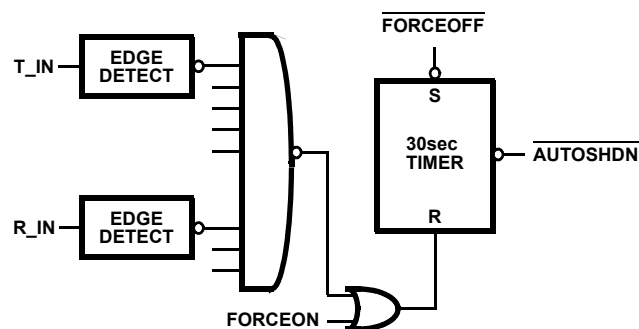 FORCEOFF
T_IN
EDGE
DETECT
S
30sec
TIMER
AUTOSHDN
R_IN
EDGE
DETECT
R
FORCEON